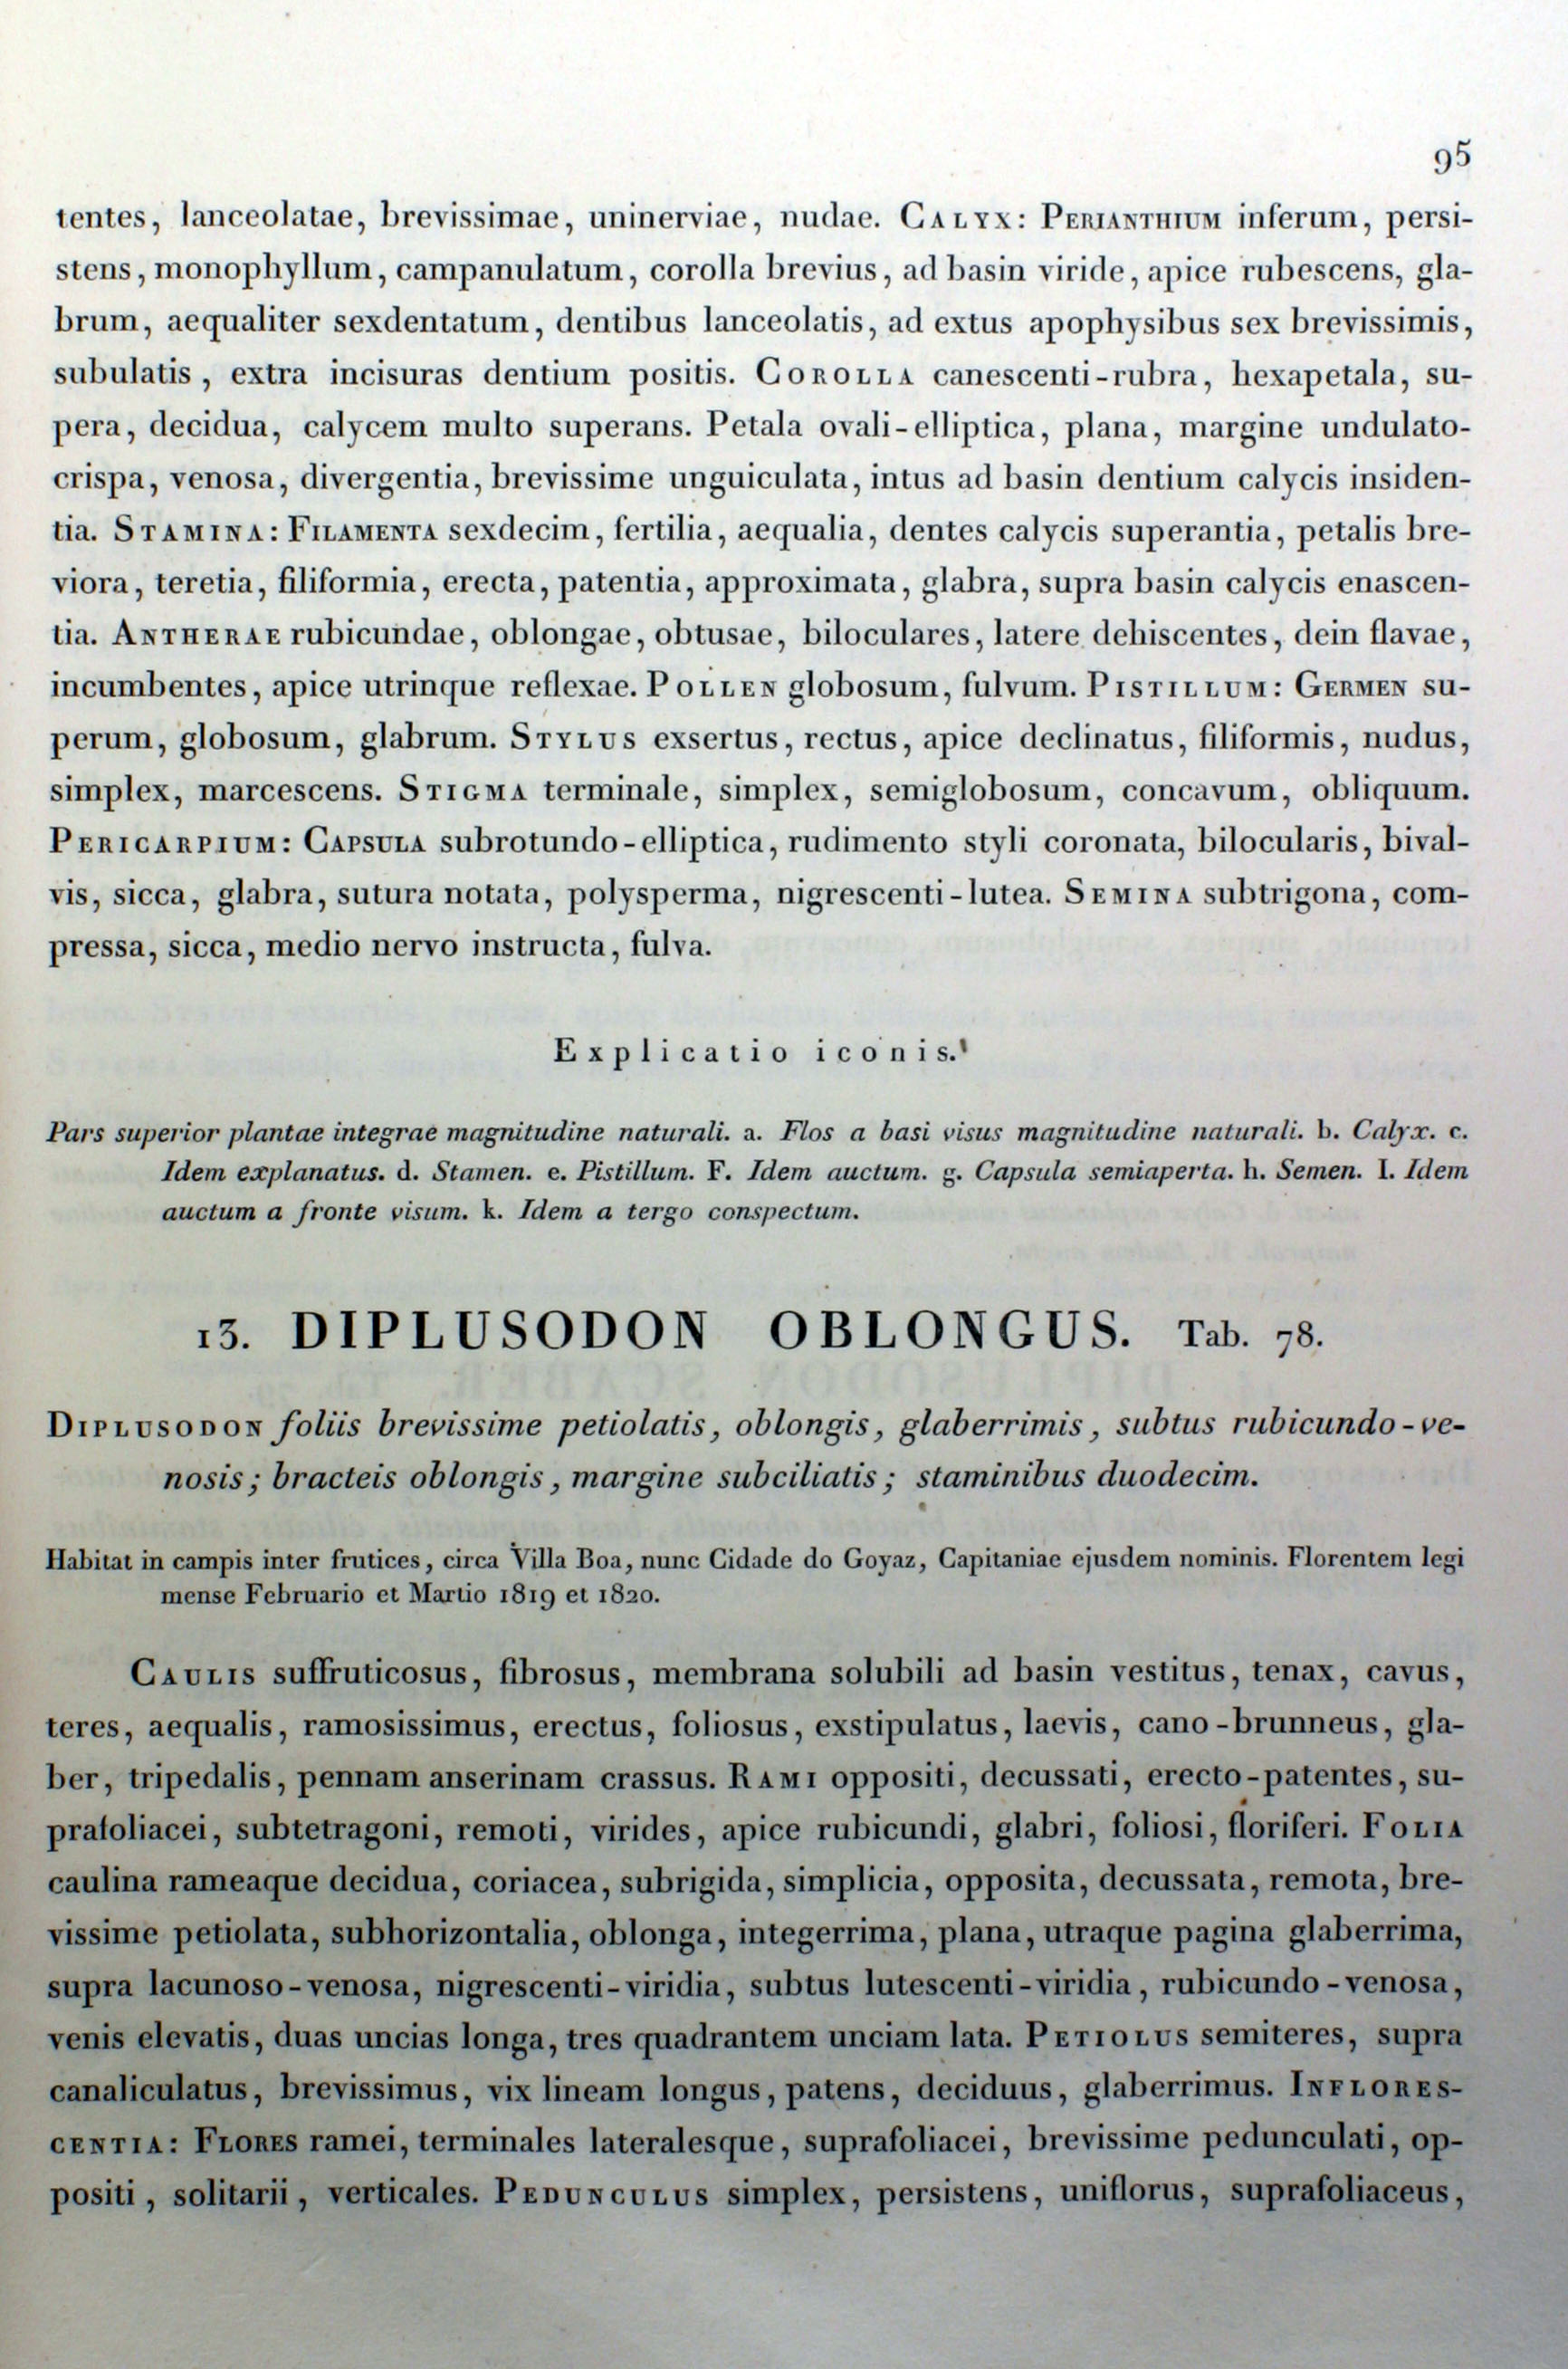 95
tentes, lanceolatae, brevissimae, uninerviae, nudae. CALYX: PERIANTHIUM inferum, persi-
stens, monophyllum, campanulatum, corolla brevius, ad basin viride, apice rubescens, gla-
brum, aequaliter sexdentatum, dentibus lanceolatis, ad extus apophysibus sex brevissimis,
subulatis, extra incisuras dentium positis. COROLLA canescenti-rubra, hexapetala, su-
pera, decidua, calycem multo superans. Petala ovali-elliptica, plana, margine undulato-
crispa, venosa, divergentia, brevissime unguiculata, intus ad basin dentium calycis insiden-
tia. STAMINA: FILAMENTA sexdecim, fertilia, aequalia, dentes calycis superantia, petalis bre-
viora, teretia, filiformia, erecta, patentia, approximata, glabra, supra basin calycis enascen-
tia. ANTHERAE rubicundae, oblongae, obtusae, biloculares, latere dehiscentes, dein flavae,
incumbentes, apice utrinque reflexae. POLLEN globosum, fulvum. PISTILLUM: GERMEN su-
perum, globosum, glabrum. STYLUS exsertus, rectus, apice declinatus, filiformis, nudus,
simplex, marcescens. STIGMA terminale, simplex, semiglobosum, concavum, obliquum.
PERICARPIUM: CAPSULA subrotundo-elliptica, rudimento styli coronata, bilocularis, bival-
vis, sicca, glabra, sutura notata, polysperma, nigrescenti-lutea. SEMINA subtrigona, com-
pressa, sicca, medio nervo instructa, fulva.
Explicatio iconis.
Pars superior plantae integrae magnitudine naturali. a. Flos a basi visus magnitudine naturali. b. Calyx. c.
Idem explanatus. d. Stamen. e. Pistillum. F. Idem auctum. g. Capsula semiaperta. h. Semen. I. Idem
auctum a fronte visum. k. Idem a tergo conspectum.
13. DIPLUSODON OBLONGUS. Tab. 78.
DIPLUSODON foliis brevissime petiolatis, oblongis, glaberrimis, subtus rubicundo-ve-
nosis; bracteis oblongis, margine subciliatis; staminibus duodecim.
Habitat in campis inter frutices, circa Villa Boa, nunc Cidade do Goyaz, Capitaniae ejusdem nominis. Florentem legi
mense Februario et Martio 1819 et 1820.
CAULIS suffruticosus, fibrosus, membrana solubili ad basin vestitus, tenax, cavus,
teres, aequalis, ramosissimus, erectus, foliosus, exstipulatus, laevis, cano-brunneus, gla-
ber, tripedalis, pennam anserinam crassus. RAMI oppositi, decussati, erecto-patentes, su-
prafoliacei, subtetragoni, remoti, virides, apice rubicundi, glabri, foliosi, floriferi. FOLIA
caulina rameaque decidua, coriacea, subrigida, simplicia, opposita, decussata, remota, bre-
vissime petiolata, subhorizontalia, oblonga, integerrima, plana, utraque pagina glaberrima,
supra lacunoso-venosa, nigrescenti-viridia, subtus lutescenti-viridia, rubicundo-venosa,
venis elevatis, duas uncias longa, tres quadrantem unciam lata. PETIOLUS semiteres, supra
canaliculatus, brevissimus, vix lineam longus, patens, deciduus, glaberrimus. INFLORES-
CENTIA: FLORES ramei, terminales lateralesque, suprafoliacei, brevissime pedunculati, op-
positi, solitarii, verticales. PEDUNCULUS simplex, persistens, uniflorus, suprafoliaceus,